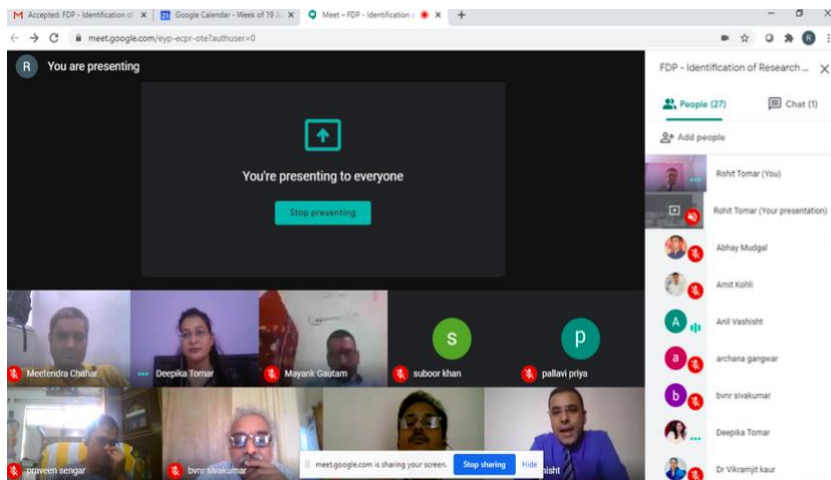 Accepted: FDP - Identification of
Google Calendar - Week of 19 J
Meet – FDP - Identification o
meet.google.com/eyp-ecpr-ote?authuser=0
R
R You are presenting
FDP - Identification of Research ...
People (27)
Chat (1)
Add people
You're presenting to everyone
Stop presenting
Rohit Tomar (You)
Rohit Tomar (Your presentation)
Abhay Mudgal
Amit Kohli
A Anil Vashisht
a archana gangwar
b bvnr sivakumar
Deepika Tomar
Dr Vikramjit kaur
S
p
Meetendra Chahar
Deepika Tomar
Mayank Gautam
suboor khan
pallavi priya
praveen sengar
bvnr sivakumar
isht
meet.google.com is sharing your screen.
Stop sharing
Hide